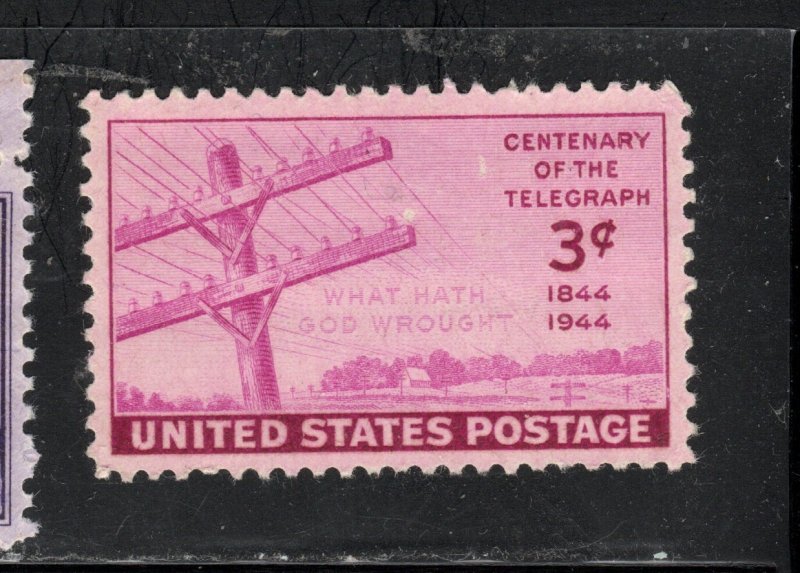 CENTENARY
OF THE
TELEGRAPH
3¢
1844
1944
WHAT HATH
GOD WROUGHT
UNITED STATES POSTAGE